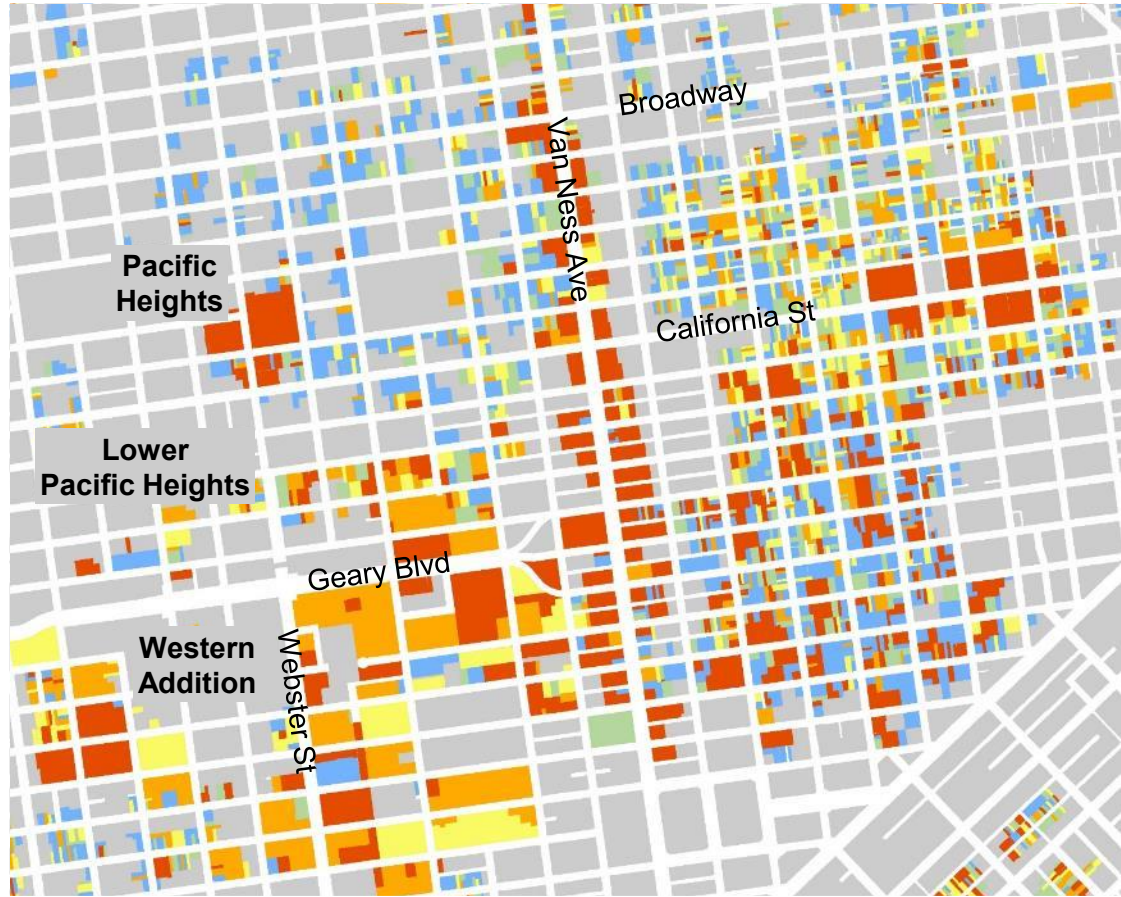 Broadway
Van Ness Ave
Pacific
Heights
California St
Lower
Pacific Heights
Geary Blvd
Western
Addition
Webster St